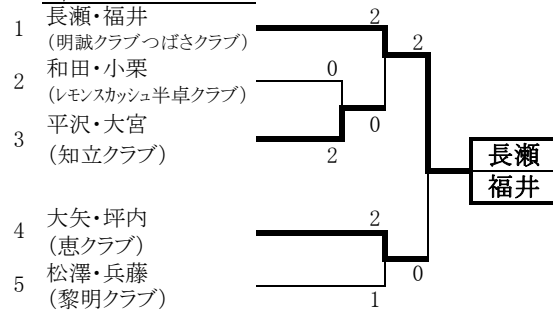 1 長瀬・福井 2
(明誠クラブつばさクラブ) 2
2 和田・小栗 0
(レモンスカッシュ半卓クラブ)
3 平沢・大宮 0
(知立クラブ) 2
長瀬
福井
4 大矢・坪内 2
(恵クラブ)
5 松澤・兵藤 0
(黎明クラブ) 1